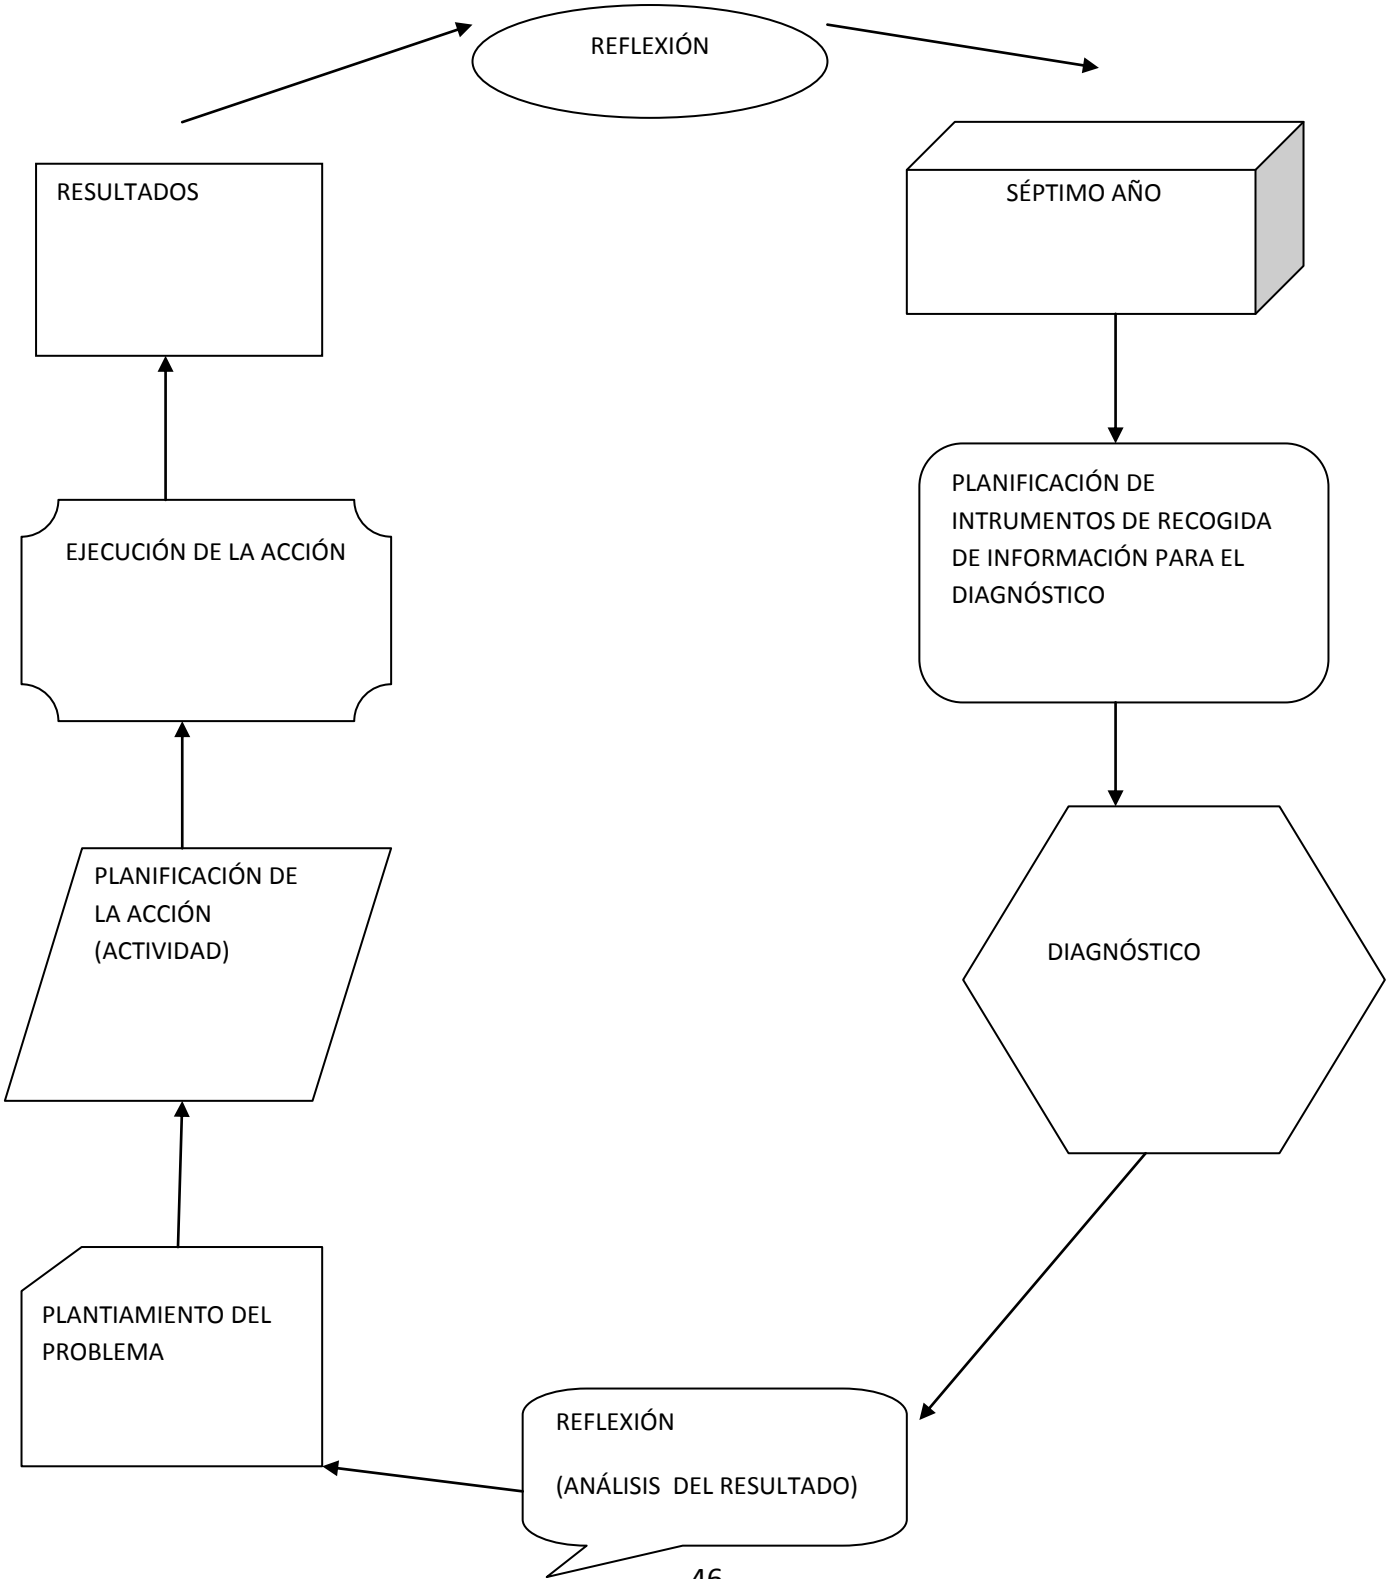 REFLEXIÓN
RESULTADOS
SÉPTIMO AÑO
PLANIFICACIÓN DE
INTRUMENTOS DE RECOGIDA
DE INFORMACIÓN PARA EL
DIAGNÓSTICO
EJECUCIÓN DE LA ACCIÓN
PLANIFICACIÓN DE
LA ACCIÓN
(ACTIVIDAD)
DIAGNÓSTICO
PLANTIAMIENTO DEL
PROBLEMA
REFLEXIÓN
(ANÁLISIS DEL RESULTADO)
46